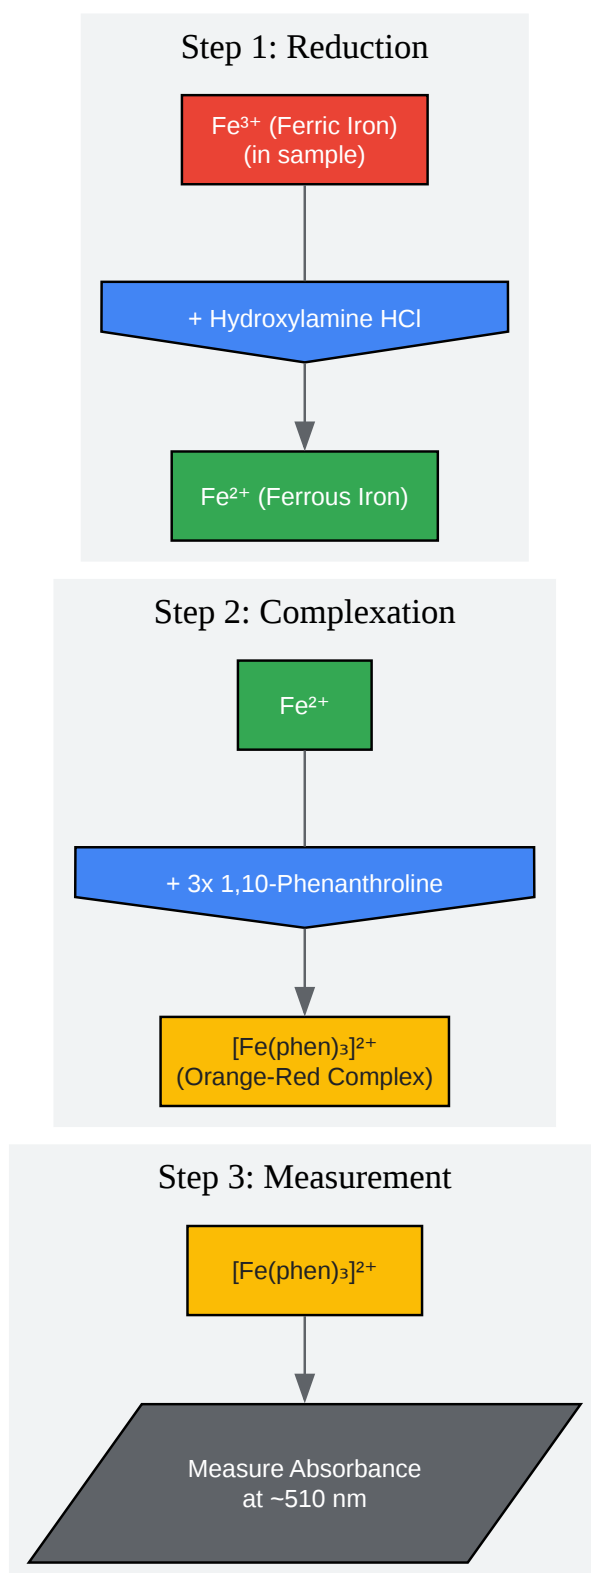 Step 1: Reduction
Fe³⁺ (Ferric Iron)
(in sample)
+ Hydroxylamine HCl
Fe²⁺ (Ferrous Iron)
Step 2: Complexation
Fe²⁺
+ 3x 1,10-Phenanthroline
[Fe(phen)₃]²⁺
(Orange-Red Complex)
Step 3: Measurement
[Fe(phen)₃]²⁺
Measure Absorbance
at ~510 nm